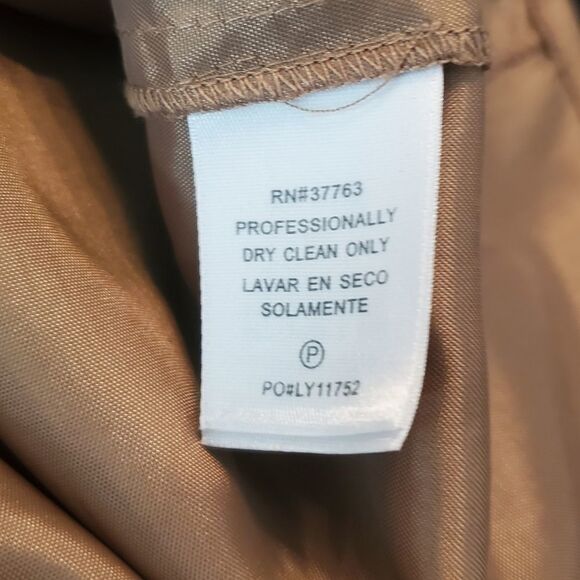 RN#37763
PROFESSIONALLY
DRY CLEAN ONLY
LAVAR EN SECO
SOLAMENTE
P
PO#LY11752